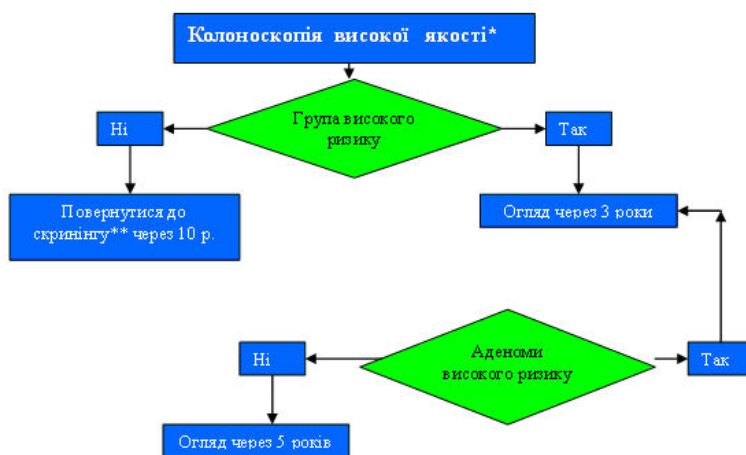 Колоноскопія високої якості*
Група високого
ризику
Ні
Так
Повернутися до
скринінгу** через 10 р.
Огляд через 3 роки
Аденоми
високого ризику
Ні
Так
Огляд через 5 років